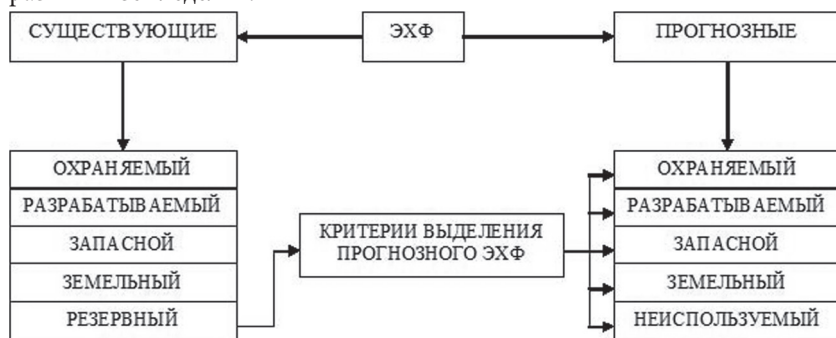 СУЩЕСТВУЮЩИЕ
ЭХФ
ПРОГНОЗНЫЕ
ОХРАНЯЕМЫЙ
РАЗРАБАТЫВАЕМЫЙ
ЗАПАСНОЙ
ЗЕМЕЛЬНЫЙ
РЕЗЕРВНЫЙ
КРИТЕРИИ ВЫДЕЛЕНИЯ
ПРОГНОЗНОГО ЭХФ
ОХРАНЯЕМЫЙ
РАЗРАБАТЫВАЕМЫЙ
ЗАПАСНОЙ
ЗЕМЕЛЬНЫЙ
НЕИСПОЛЬЗУЕМЫЙ